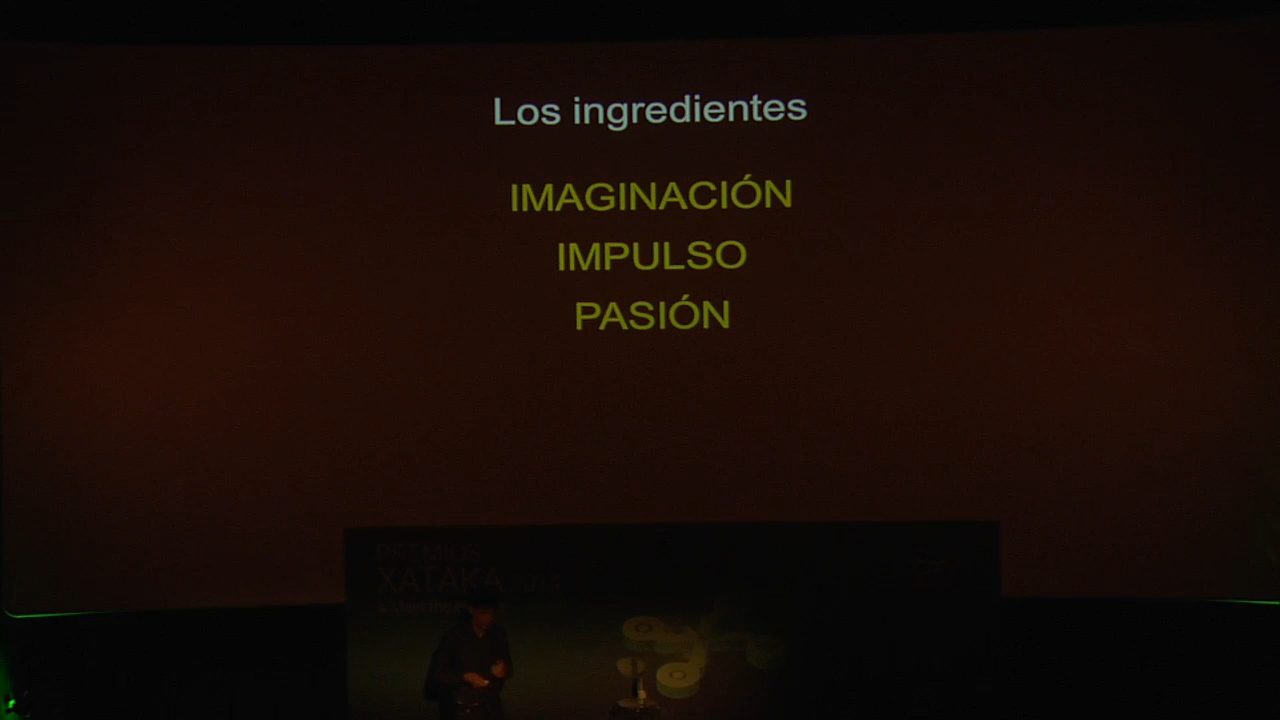 Los ingredientes
IMAGINACIÓN
IMPULSO
PASIÓN
PREMIOS
XATAKA